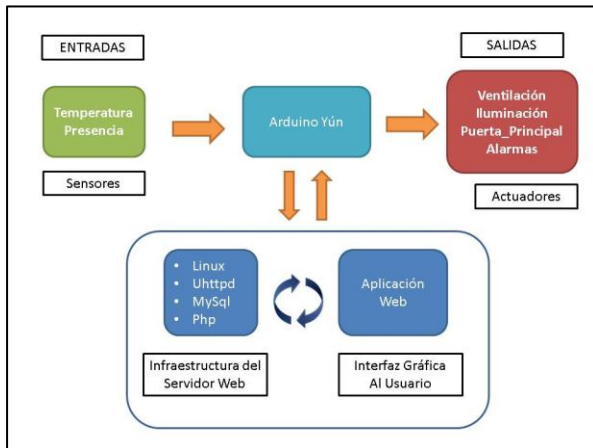 ENTRADAS
SALIDAS
Temperatura
Presencia
Arduino Yún
Ventilación
Iluminación
Puerta_Principal
Alarmas
Sensores
Actuadores
• Linux
• Uhttpd
• MySql
• Php
Aplicación
Web
Infraestructura del
Servidor Web
Interfaz Gráfica
Al Usuario